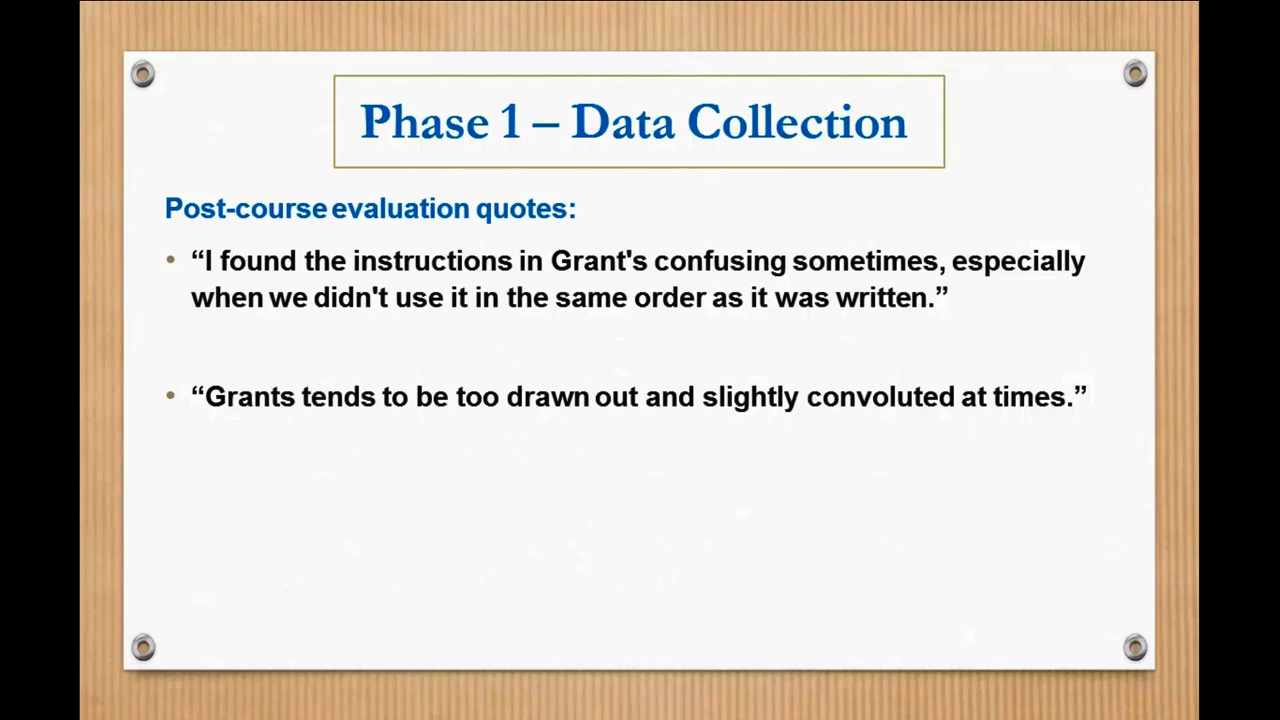 Phase 1 – Data Collection
Post-course evaluation quotes:
• “I found the instructions in Grant's confusing sometimes, especially
when we didn't use it in the same order as it was written.”
• “Grants tends to be too drawn out and slightly convoluted at times.”